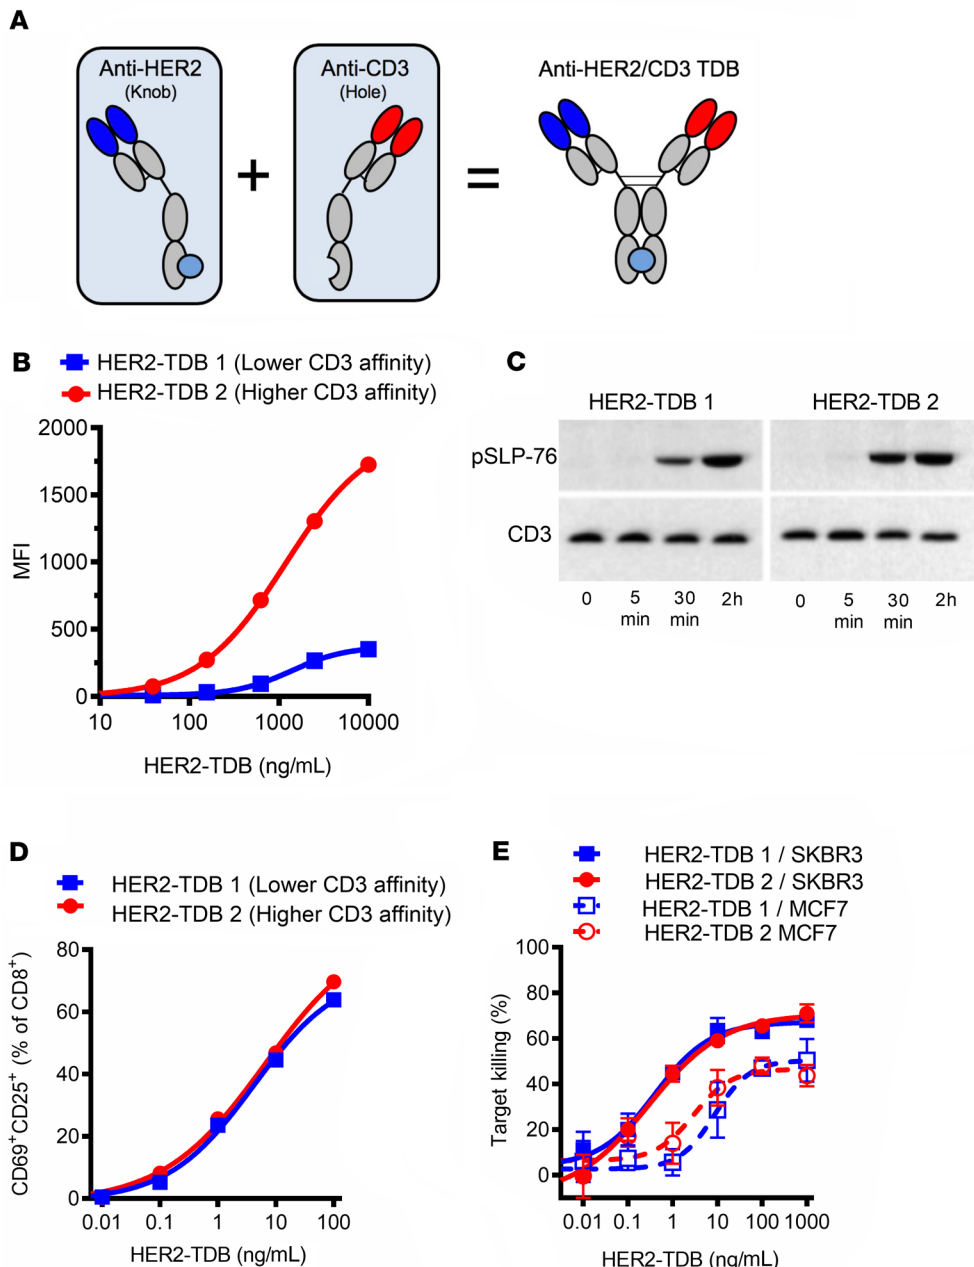 A
Anti-HER2
(Knob)
Anti-CD3
(Hole)
Anti-HER2/CD3 TDB
+
=
B
HER2-TDB 1 (Lower CD3 affinity)
HER2-TDB 2 (Higher CD3 affinity)
2000
1500
1000
500
0
MFI
10
100
1000
10000
HER2-TDB (ng/mL)
C
HER2-TDB 1
HER2-TDB 2
pSLP-76
CD3
0
5
min
30
min
2h
0
5
min
30
min
2h
D
HER2-TDB 1 (Lower CD3 affinity)
HER2-TDB 2 (Higher CD3 affinity)
80
60
40
20
0
CD69⁺CD25⁺ (% of CD8⁺)
0.01
0.1
1
10
100
HER2-TDB (ng/mL)
E
HER2-TDB 1 / SKBR3
HER2-TDB 2 / SKBR3
HER2-TDB 1 / MCF7
HER2-TDB 2 MCF7
100
80
60
40
20
0
Target killing (%)
0.01
0.1
1
10
100
1000
HER2-TDB (ng/mL)